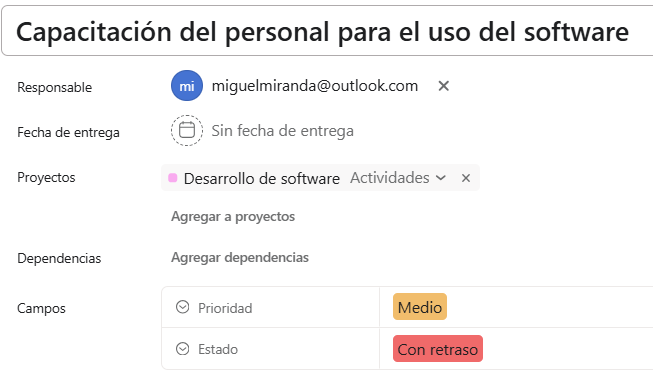 Capacitación del personal para el uso del software
Responsable mi miguelmiranda@outlook.com ×
Fecha de entrega Sin fecha de entrega
Proyectos Desarrollo de software Actividades ×
Agregar a proyectos
Dependencias Agregar dependencias
Campos Prioridad Medio
Estado Con retraso